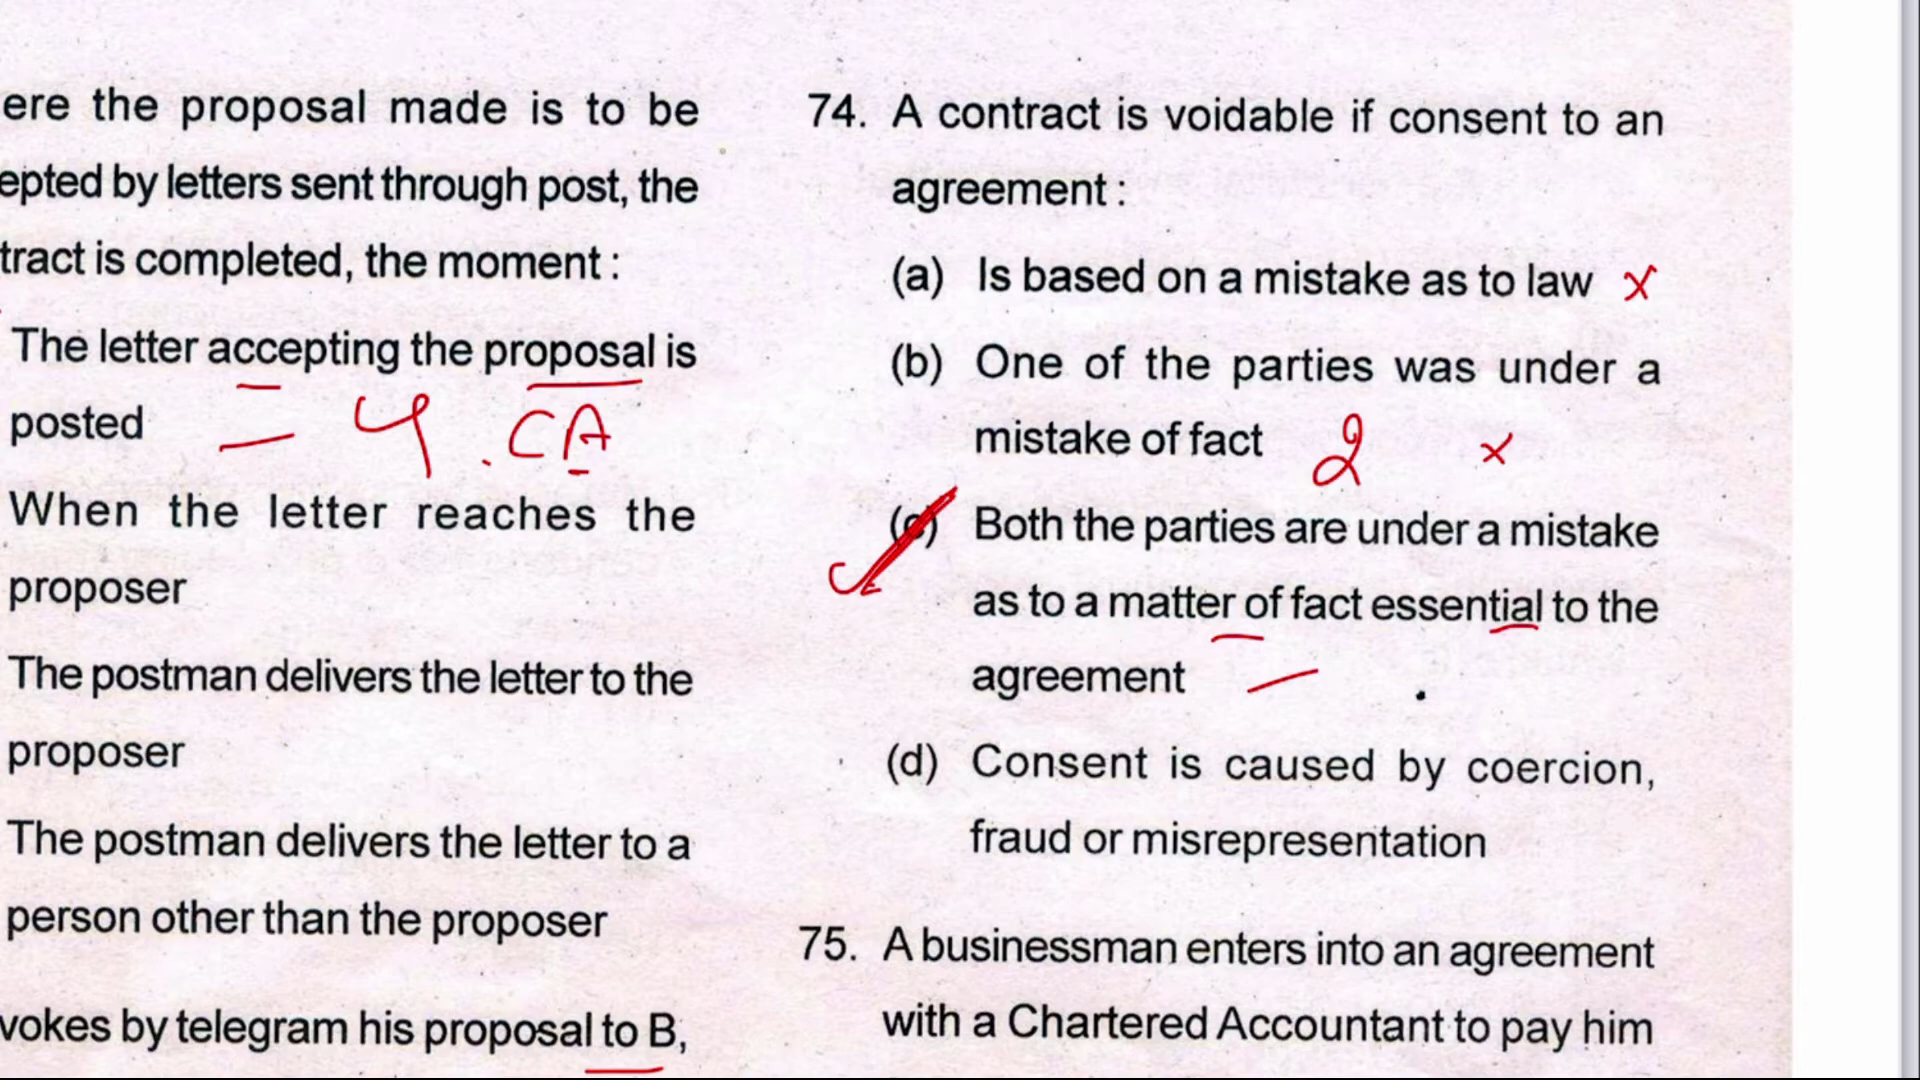 ere the proposal made is to be
epted by letters sent through post, the
tract is completed, the moment :
The letter accepting the proposal is
posted
CA
When the letter reaches the
proposer
The postman delivers the letter to the
proposer
The postman delivers the letter to a
person other than the proposer
vokes by telegram his proposal to B,
74. A contract is voidable if consent to an
agreement :
(a) Is based on a mistake as to law x
(b) One of the parties was under a
mistake of fact 2 x
(c) Both the parties are under a mistake
as to a matter of fact essential to the
agreement
(d) Consent is caused by coercion,
fraud or misrepresentation
75. A businessman enters into an agreement
with a Chartered Accountant to pay him